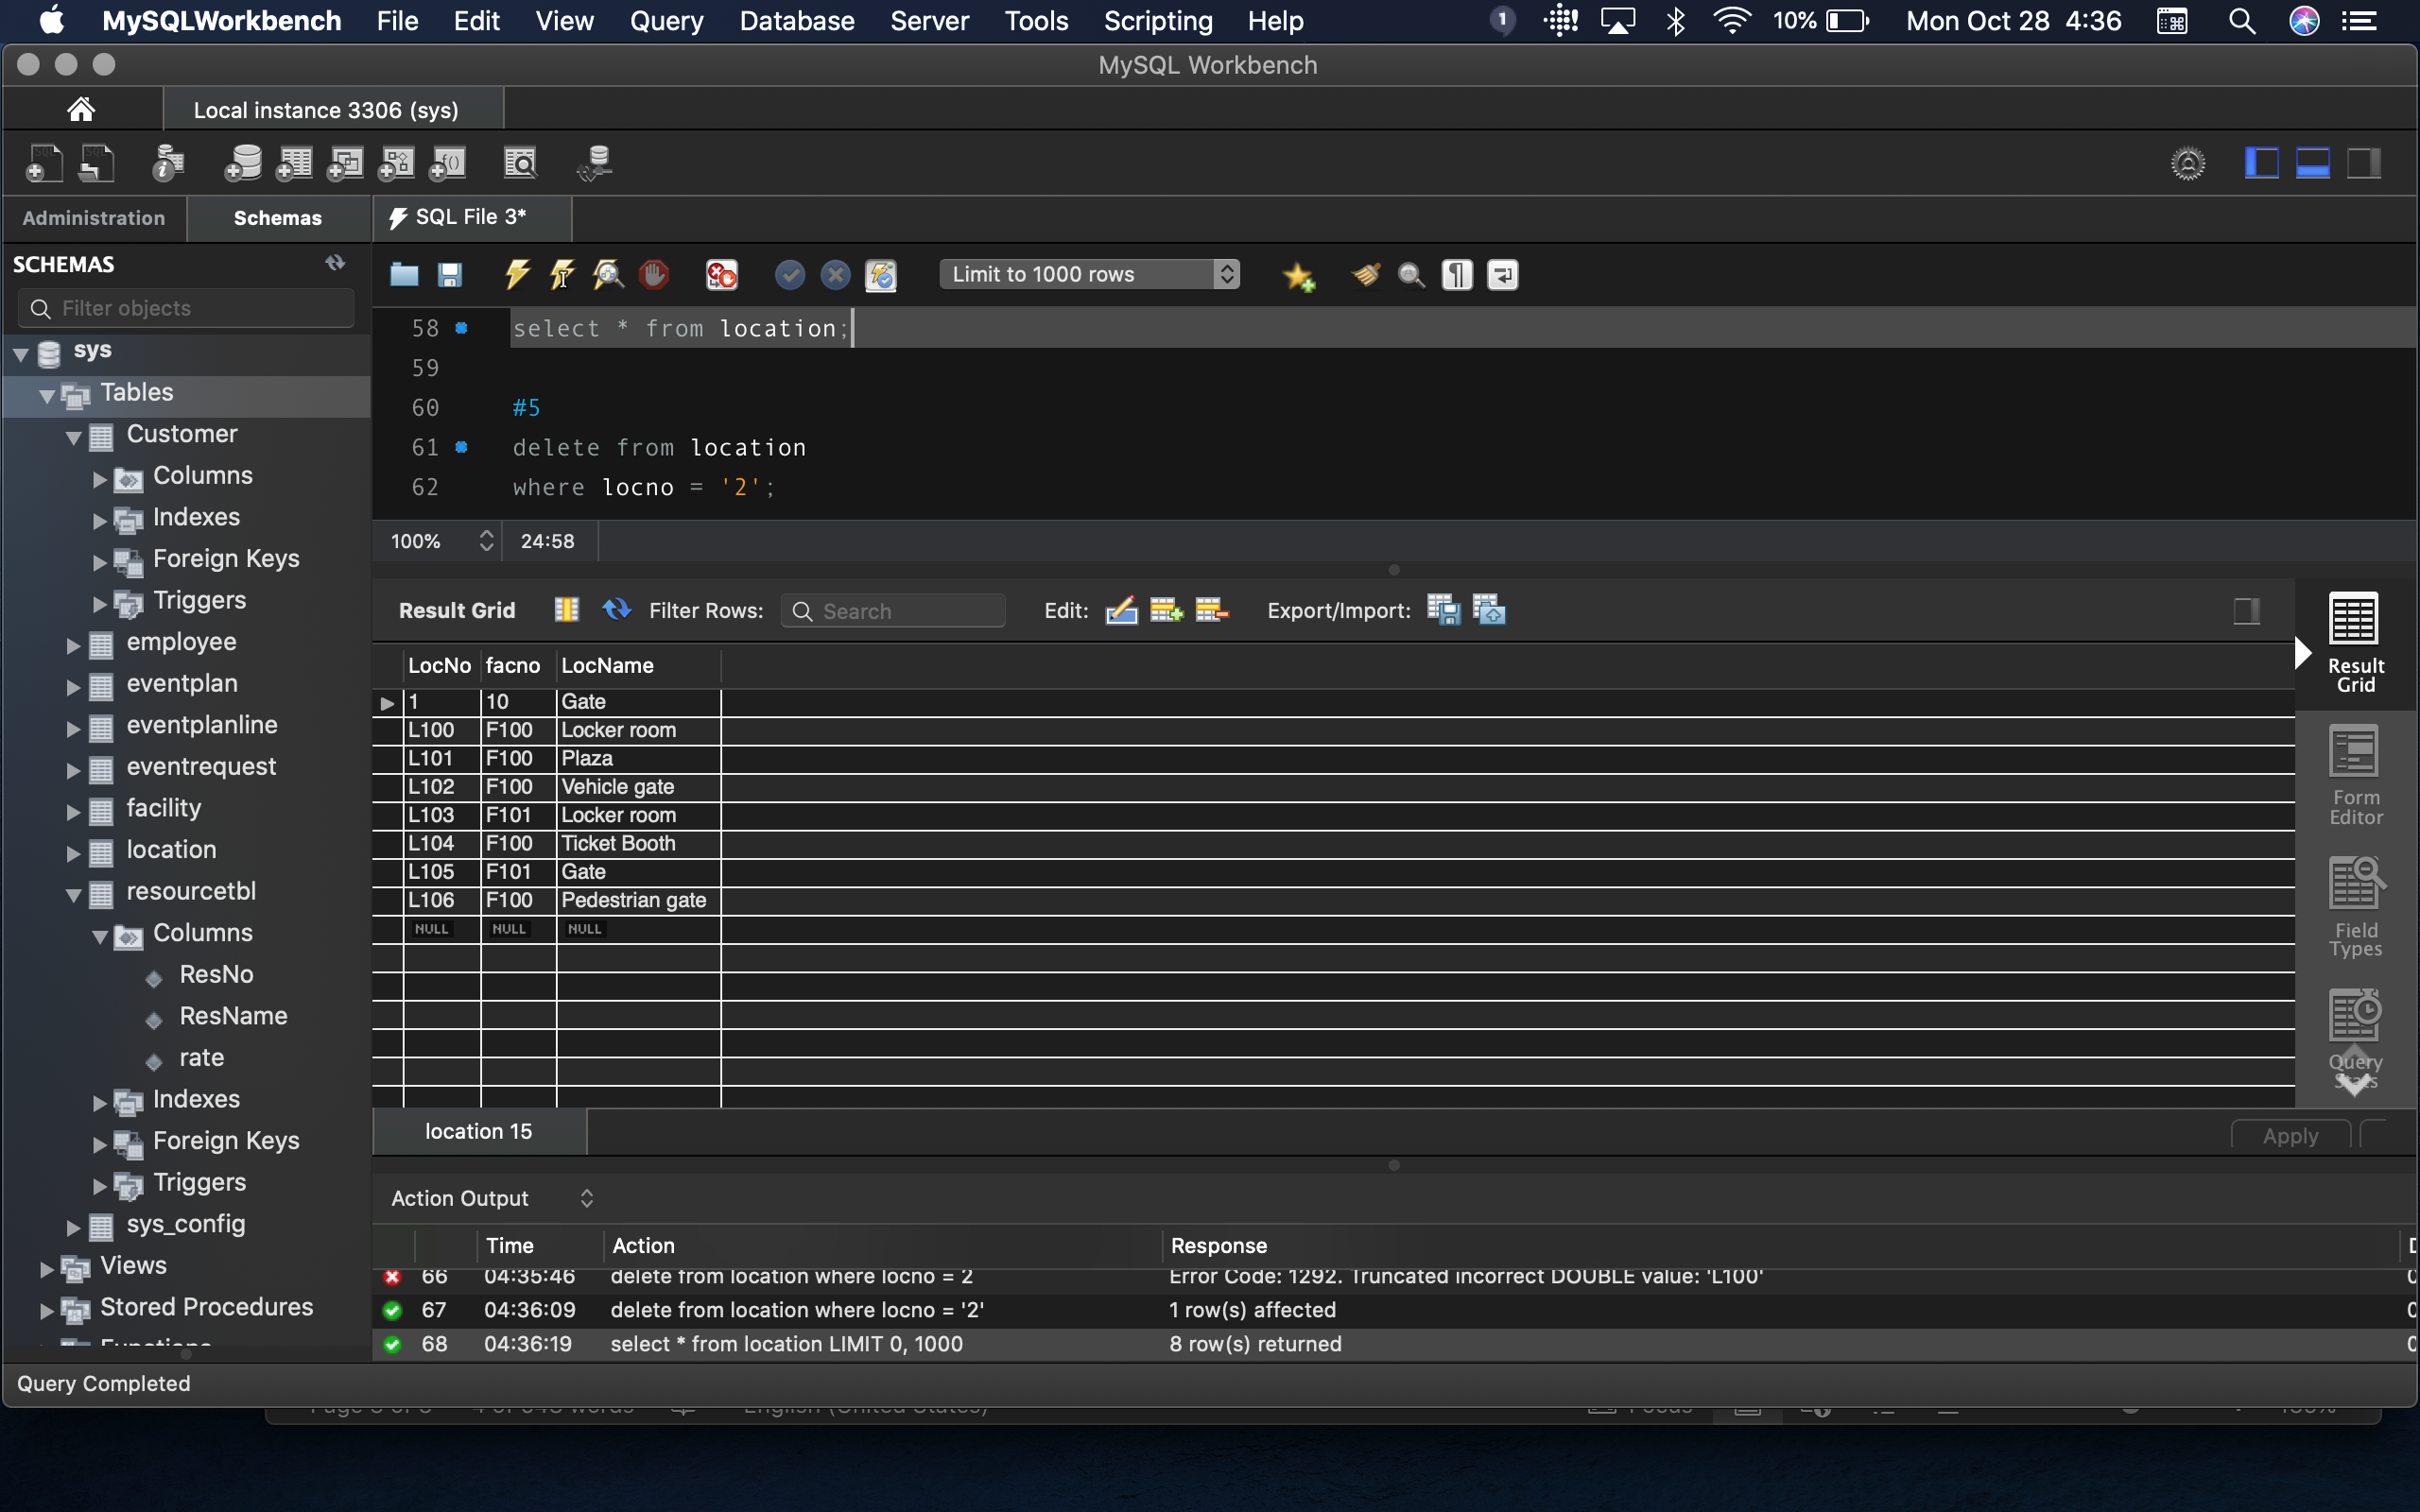 MySQLWorkbench File Edit View Query Database Server Tools Scripting Help 1 10% Mon Oct 28 4:36
MySQL Workbench
Local instance 3306 (sys)
Administration Schemas SQL File 3*
SCHEMAS
Filter objects
sys
Tables
Customer
Columns
Indexes
Foreign Keys
Triggers
employee
eventplan
eventplanline
eventrequest
facility
location
resourcetbl
Columns
ResNo
ResName
rate
Indexes
Foreign Keys
Triggers
sys_config
Views
Stored Procedures
Functions
Limit to 1000 rows
58 select * from location;
59
60 #5
61 delete from location
62 where locno = '2';
100% 24:58
Result Grid Filter Rows: Search Edit: Export/Import:
LocNo facno LocName
1 10 Gate
L100 F100 Locker room
L101 F100 Plaza
L102 F100 Vehicle gate
L103 F101 Locker room
L104 F100 Ticket Booth
L105 F101 Gate
L106 F100 Pedestrian gate
NULL NULL NULL
Result
Grid
Form
Editor
Field
Types
Query
Stats
location 15 Apply
Action Output
Time Action Response
66 04:35:46 delete from location where locno = 2 Error Code: 1292. Truncated incorrect DOUBLE value: 'L100'
67 04:36:09 delete from location where locno = '2' 1 row(s) affected
68 04:36:19 select * from location LIMIT 0, 1000 8 row(s) returned
Query Completed
English (United States) Focus